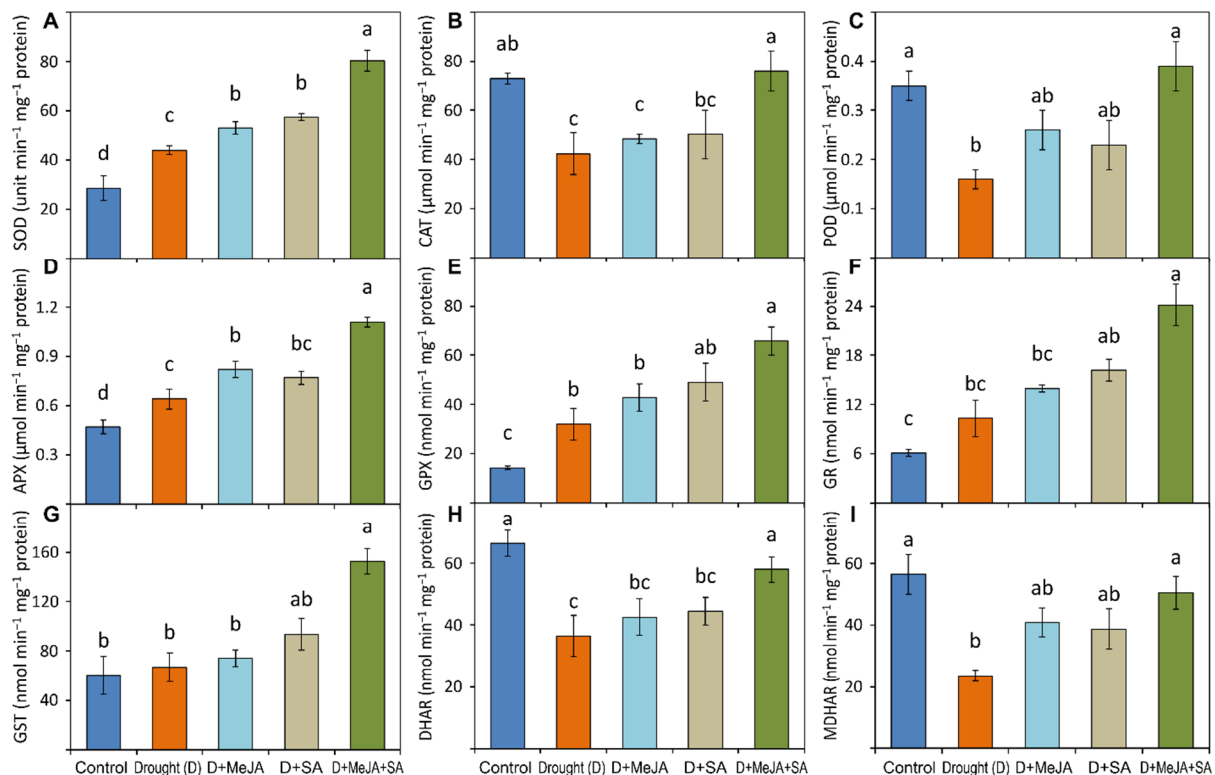 A
SOD (unit min⁻¹ mg⁻¹ protein)
80
60
40
20
d
c
b
b
a
B
CAT (µmol min⁻¹ mg⁻¹ protein)
80
60
40
20
ab
c
c
bc
a
C
POD (µmol min⁻¹ mg⁻¹ protein)
0.4
0.3
0.2
0.1
a
b
ab
ab
a
D
APX (µmol min⁻¹ mg⁻¹ protein)
1.2
0.9
0.6
0.3
d
c
b
bc
a
E
GPX (nmol min⁻¹ mg⁻¹ protein)
80
60
40
20
c
b
b
ab
a
F
GR (nmol min⁻¹ mg⁻¹ protein)
24
18
12
6
c
bc
bc
ab
a
G
GST (nmol min⁻¹ mg⁻¹ protein)
160
120
80
40
b
b
b
ab
a
H
DHAR (nmol min⁻¹ mg⁻¹ protein)
60
40
20
a
c
bc
bc
a
I
MDHAR (nmol min⁻¹ mg⁻¹ protein)
60
40
20
a
b
ab
ab
a
Control Drought (D) D+MeJA D+SA D+MeJA+SA
Control Drought (D) D+MeJA D+SA D+MeJA+SA
Control Drought (D) D+MeJA D+SA D+MeJA+SA